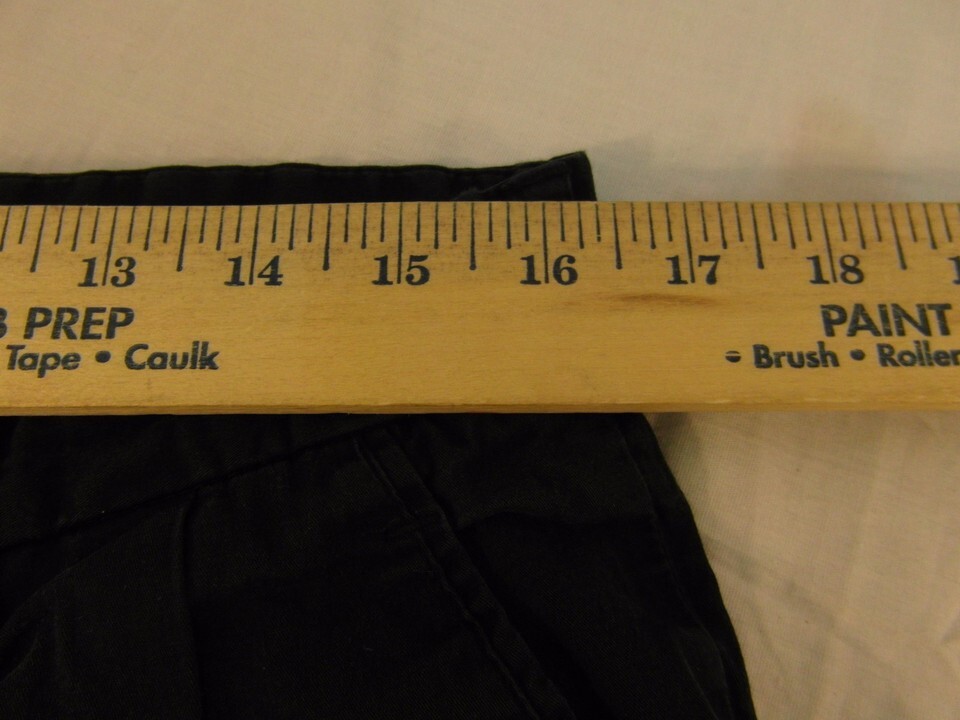 13 14 15 16 17 18
PREP PAINT
Tape • Caulk Brush • Roller